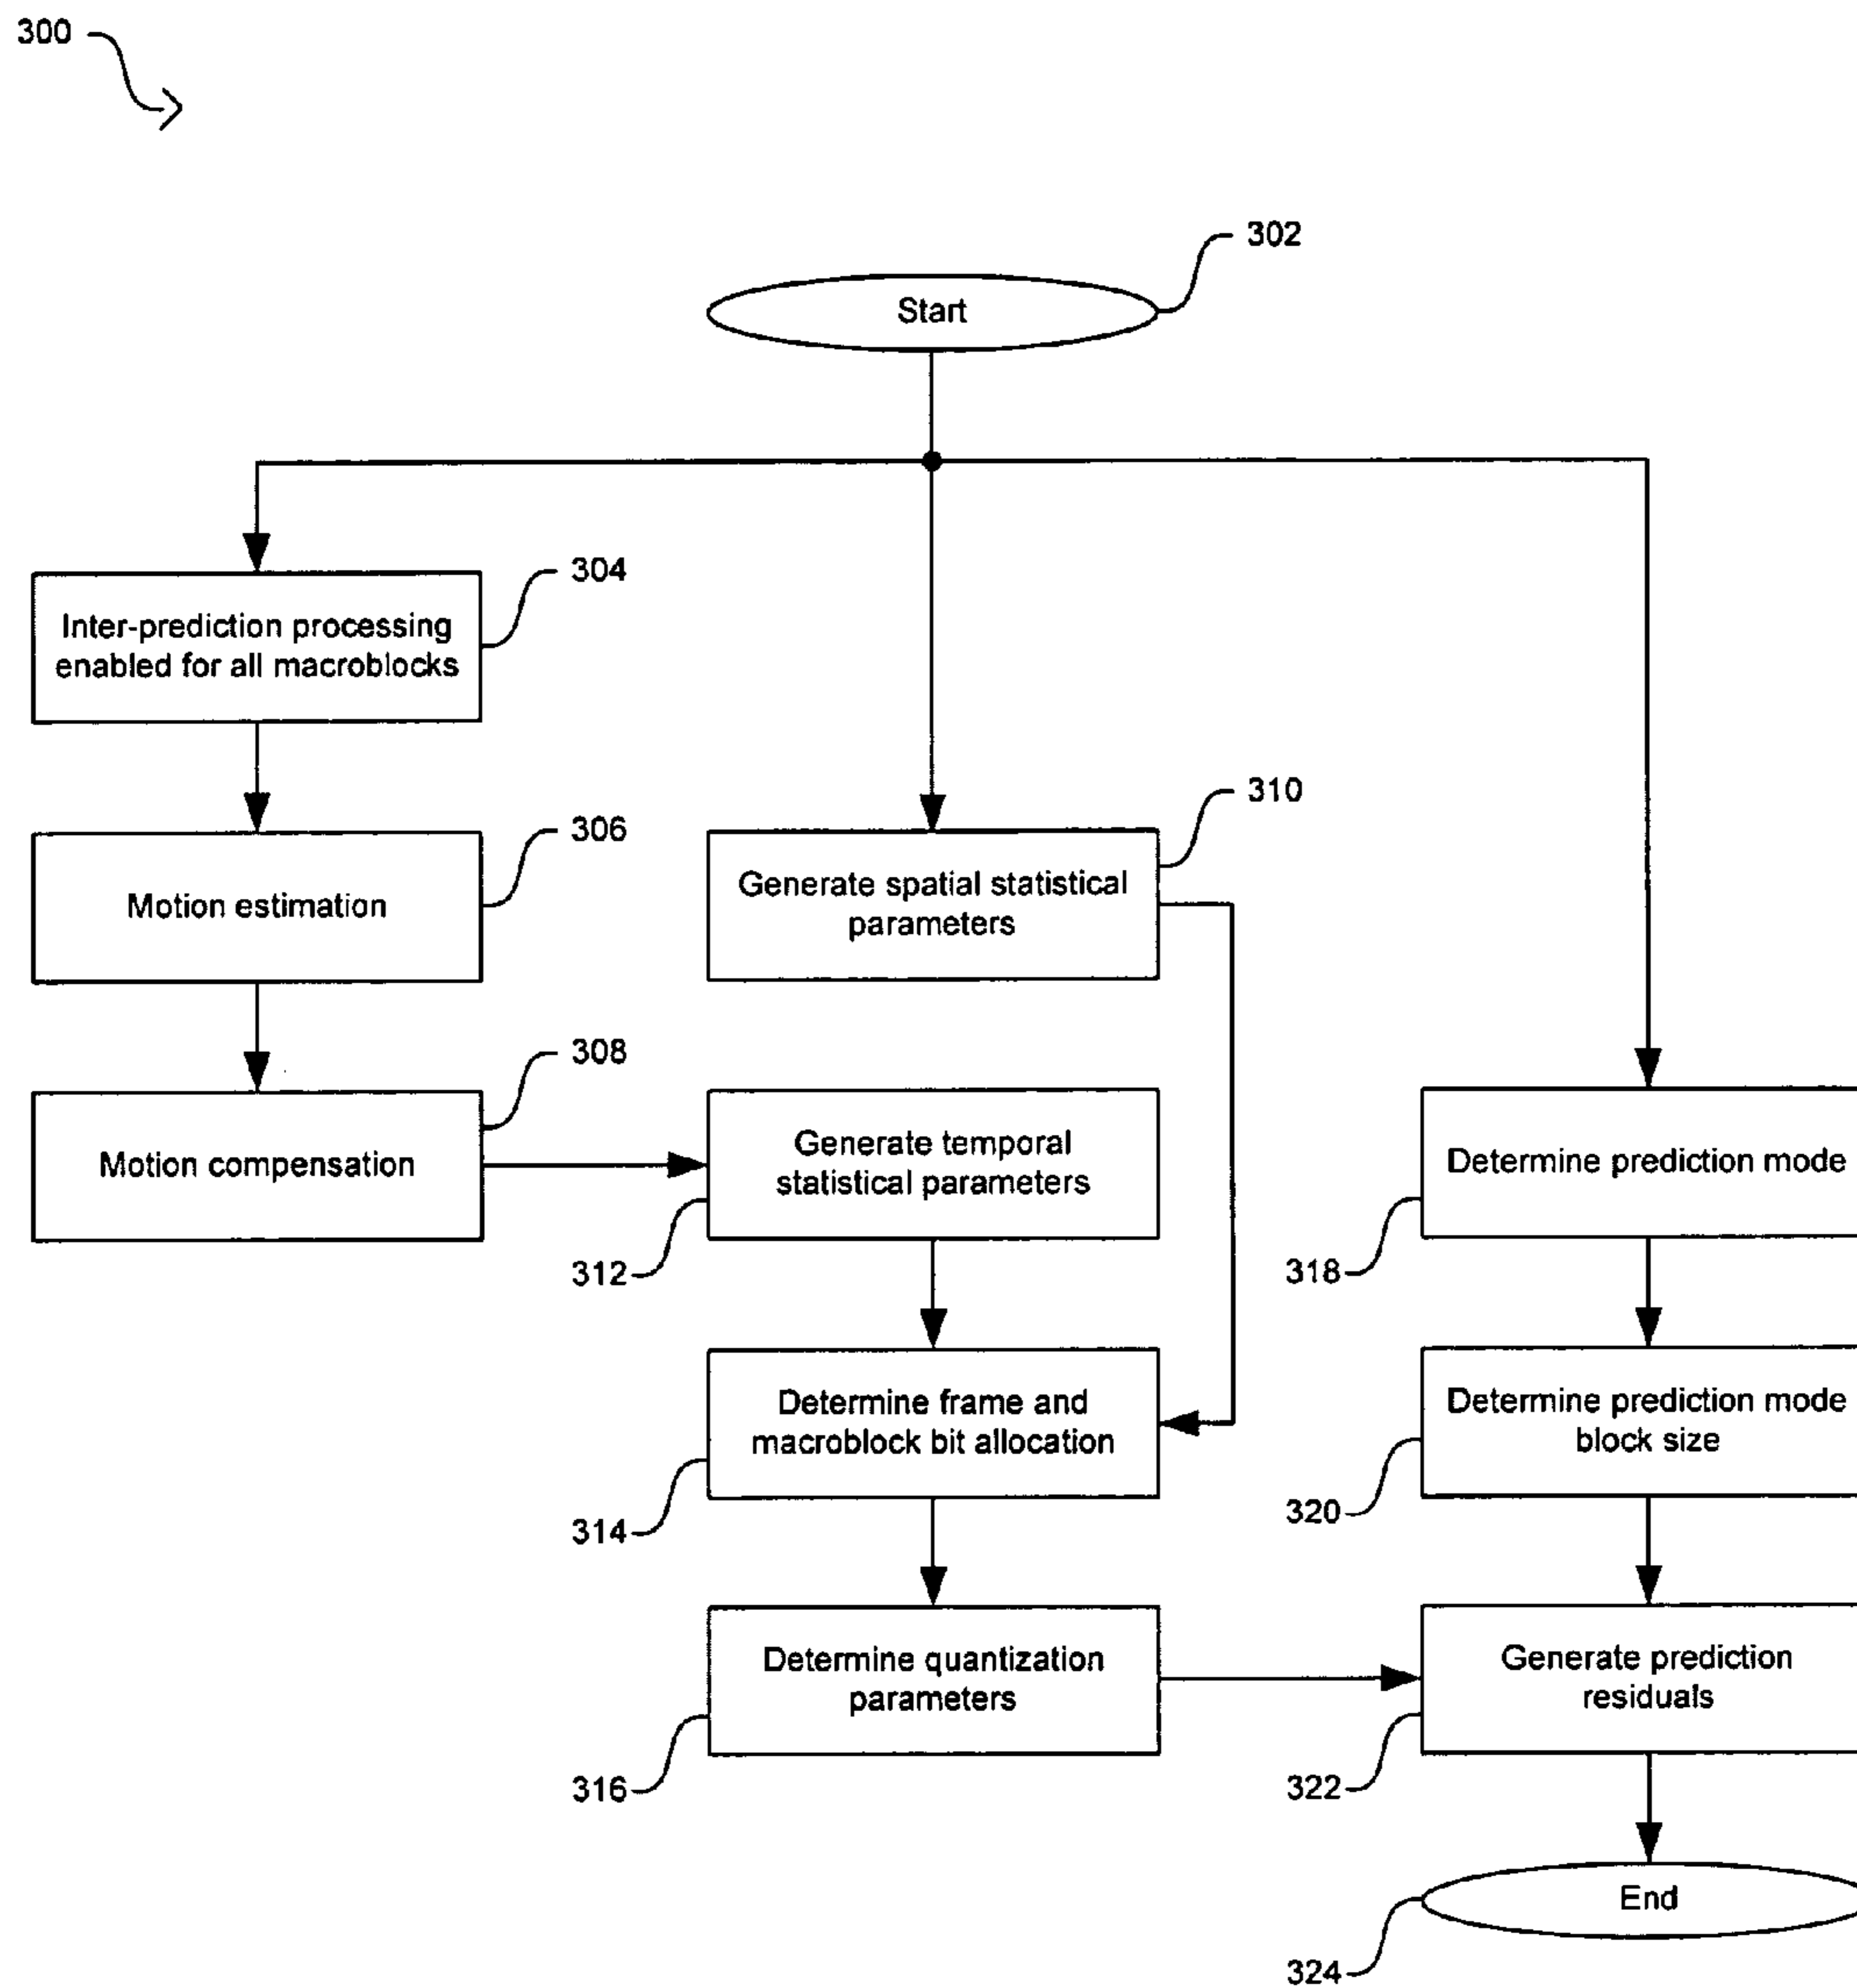 300
302
Start
304
Inter-prediction processing
enabled for all macroblocks
306
Motion estimation
310
Generate spatial statistical
parameters
308
Motion compensation
Generate temporal
statistical parameters
312
Determine prediction mode
318
Determine frame and
macroblock bit allocation
314
Determine prediction mode
block size
320
Determine quantization
parameters
316
Generate prediction
residuals
322
End
324